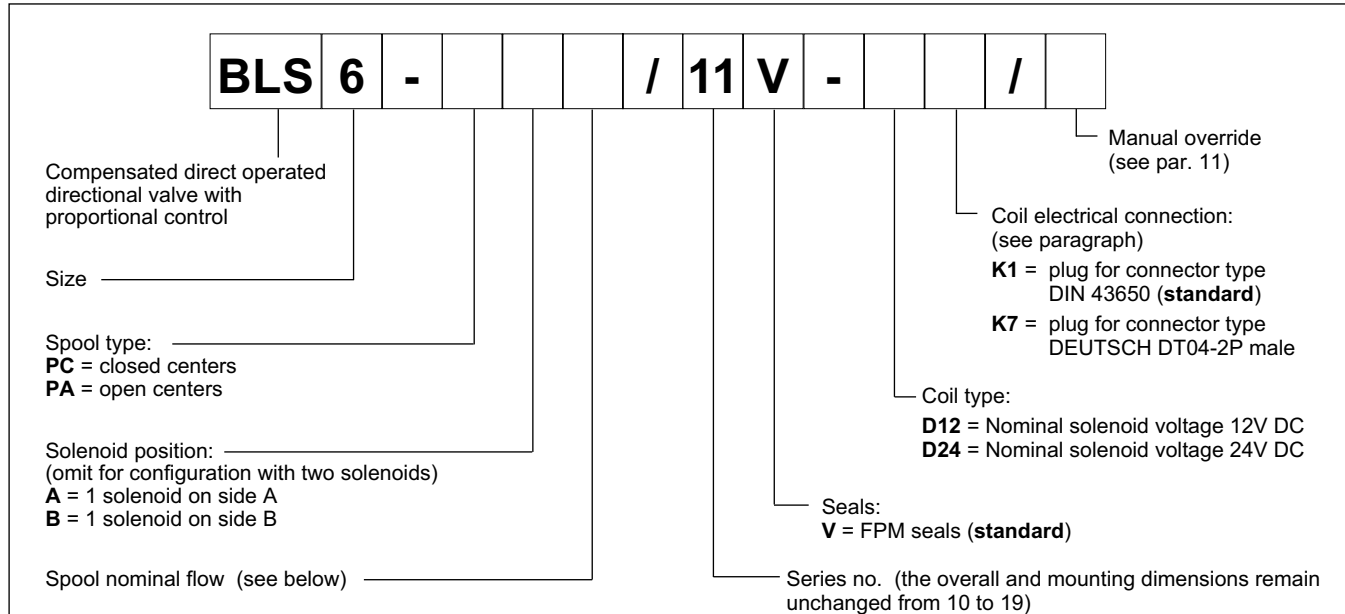 BLS 6 - / 11 V - /
Manual override
(see par. 11)
Compensated direct operated
directional valve with
proportional control
Coil electrical connection:
(see paragraph)
K1 = plug for connector type
DIN 43650 (standard)
K7 = plug for connector type
DEUTSCH DT04-2P male
Size
Spool type:
PC = closed centers
PA = open centers
Coil type:
D12 = Nominal solenoid voltage 12V DC
D24 = Nominal solenoid voltage 24V DC
Solenoid position:
(omit for configuration with two solenoids)
A = 1 solenoid on side A
B = 1 solenoid on side B
Seals:
V = FPM seals (standard)
Spool nominal flow (see below)
Series no. (the overall and mounting dimensions remain
unchanged from 10 to 19)